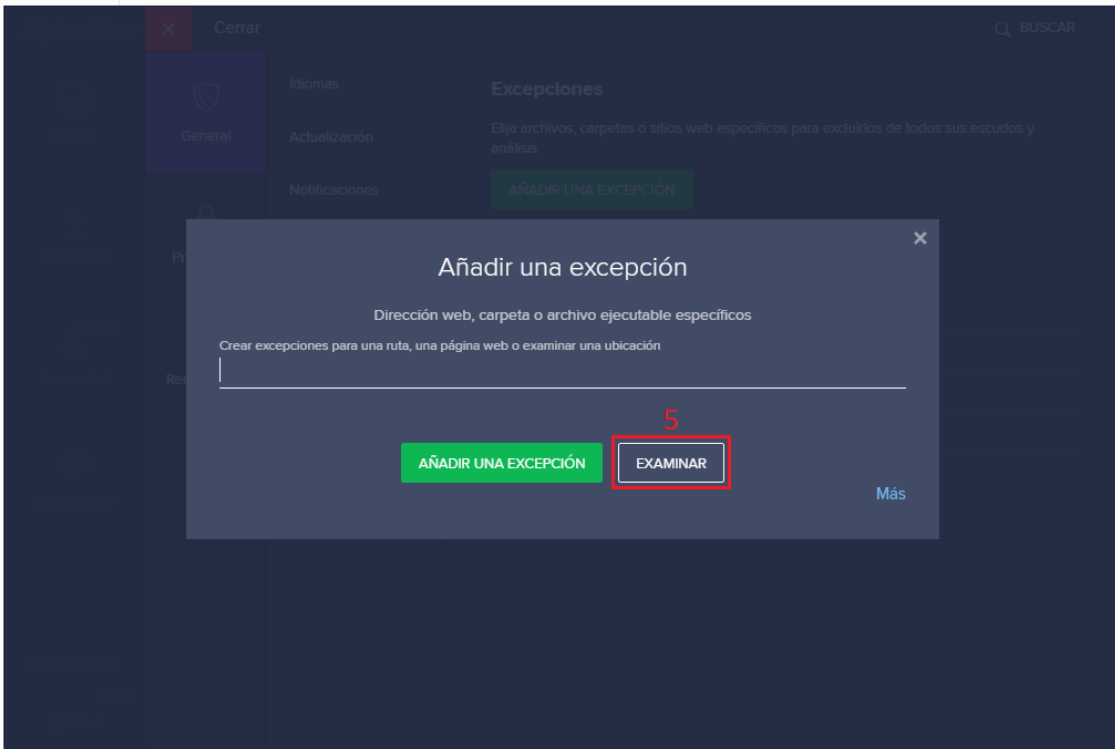 Cerrar
BUSCAR
General
Idiomas
Actualización
Notificaciones
Excepciones
Elija archivos, carpetas o sitios web específicos para excluirlos de todos sus escudos y
análisis.
AÑADIR UNA EXCEPCIÓN
Pr
Re
Añadir una excepción
Dirección web, carpeta o archivo ejecutable específicos
Crear excepciones para una ruta, una página web o examinar una ubicación
5
AÑADIR UNA EXCEPCIÓN
EXAMINAR
Más